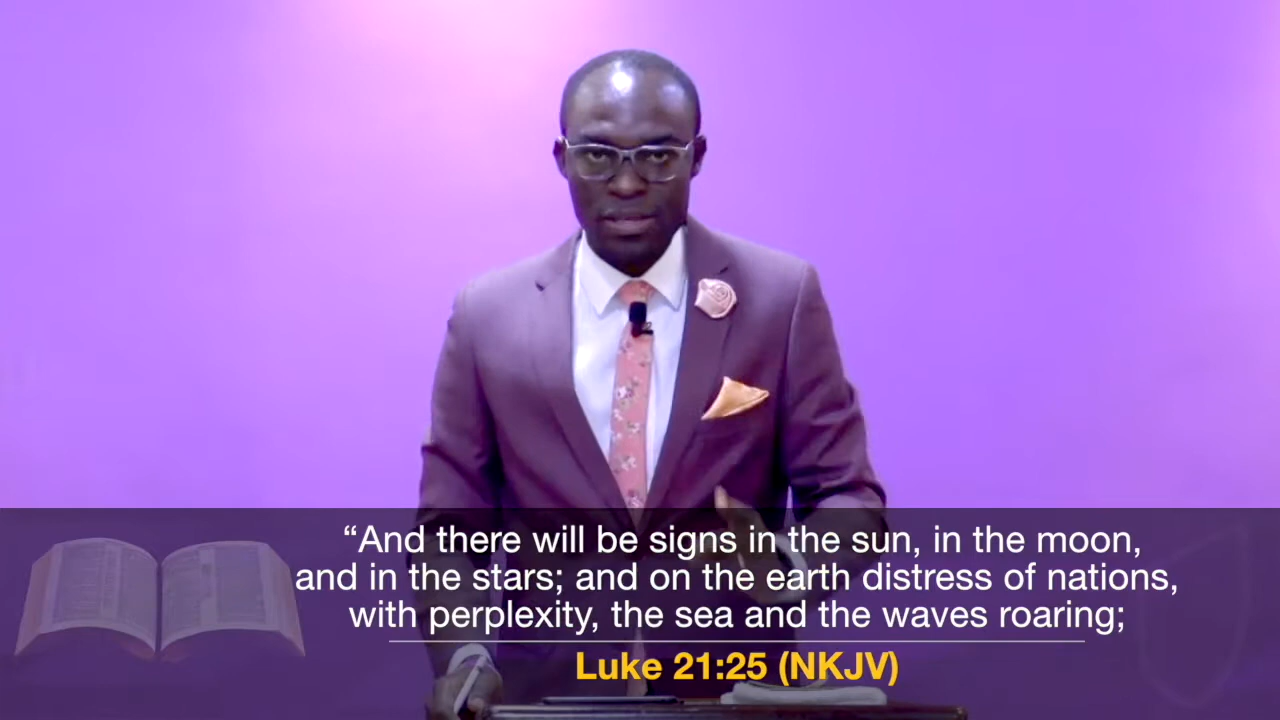 “And there will be signs in the sun, in the moon,
and in the stars; and on the earth distress of nations,
with perplexity, the sea and the waves roaring;
Luke 21:25 (NKJV)